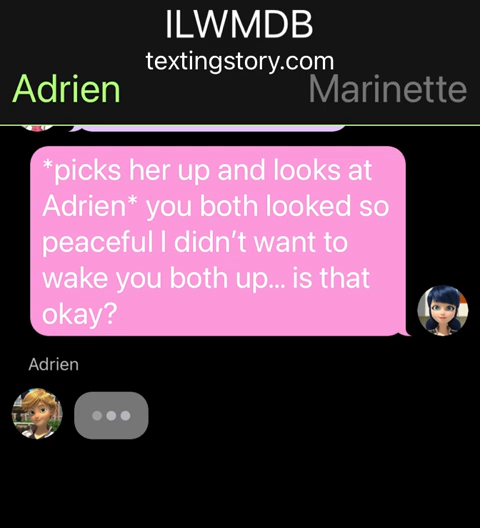 ILWMDB
textingstory.com
Adrien Marinette
*picks her up and looks at
Adrien* you both looked so
peaceful I didn’t want to
wake you both up... is that
okay?
Adrien